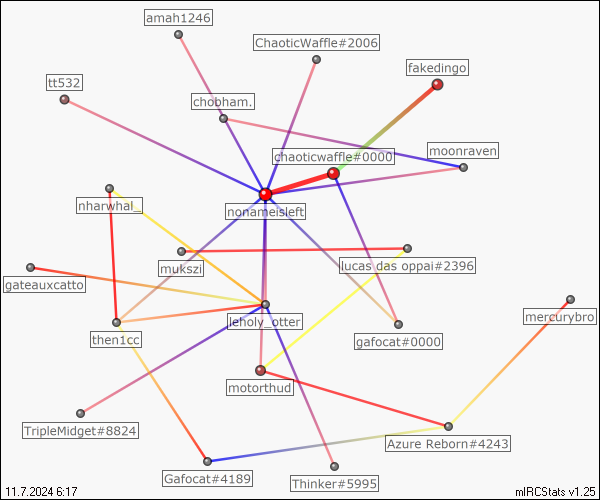 amah1246
ChaoticWaffle#2006
fakedingo
tt532
chobham.
moonraven
chaoticwaffle#0000
nharwhal_
nonameisleft
mukszi
lucas das oppai#2396
gateauxcatto
mercurybro
leholy_otter
then1cc
gafocat#0000
motorthud
TripleMidget#8824
Azure Reborn#4243
Gafocat#4189
Thinker#5995
11.7.2024 6:17
mIRCStats v1.25